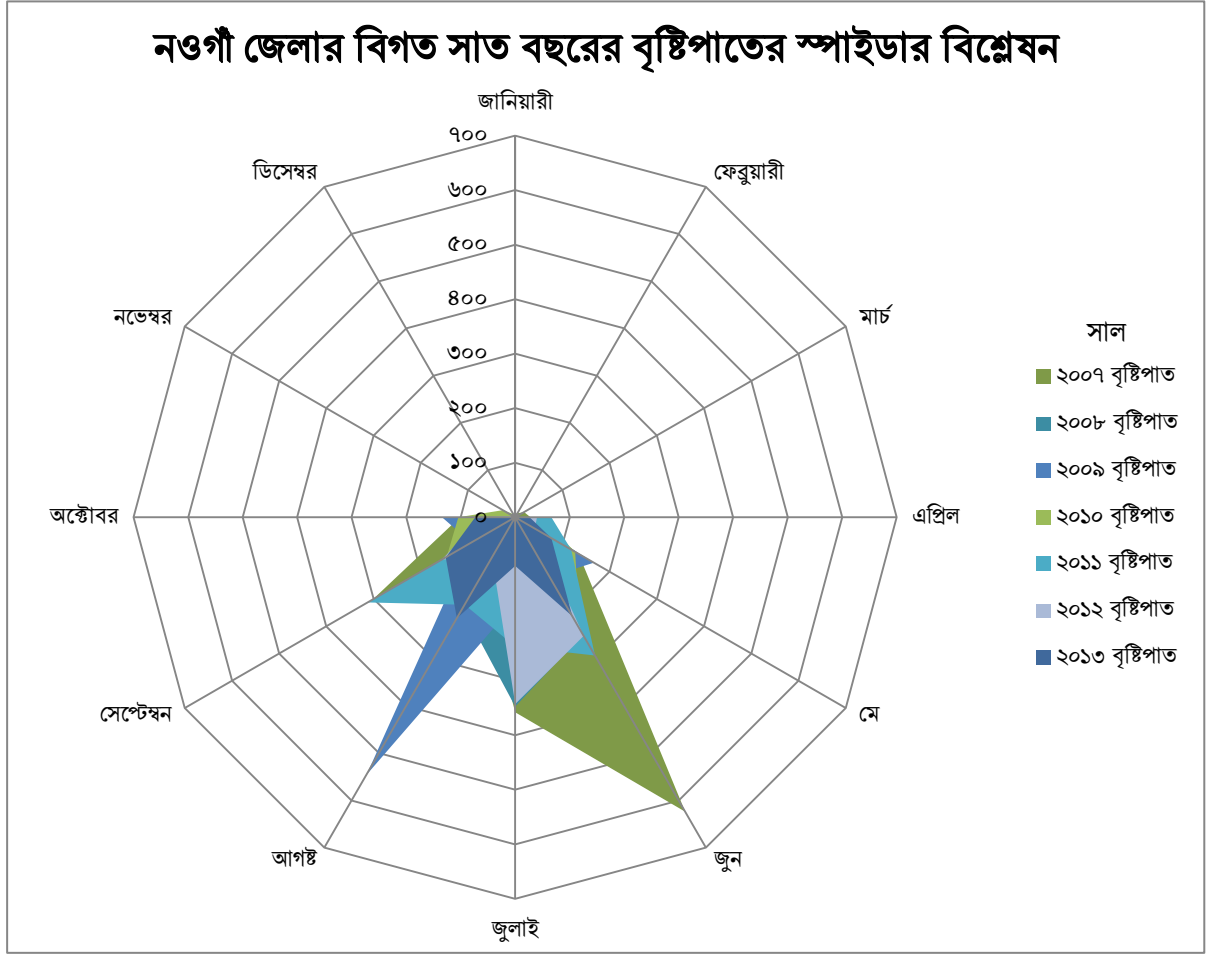 নওগাঁ জেলার বিগত সাত বছরের বৃষ্টিপাতের স্পাইডার বিশ্লেষন
জানিয়ারী
ফেব্রুয়ারী
মার্চ
এপ্রিল
মে
জুন
জুলাই
আগষ্ট
সেপ্টেম্বন
অক্টোবর
নভেম্বর
ডিসেম্বর
৭০০
৬০০
৫০০
৪০০
৩০০
২০০
১০০
০
সাল
২০০৭ বৃষ্টিপাত
২০০৮ বৃষ্টিপাত
২০০৯ বৃষ্টিপাত
২০১০ বৃষ্টিপাত
২০১১ বৃষ্টিপাত
২০১২ বৃষ্টিপাত
২০১৩ বৃষ্টিপাত